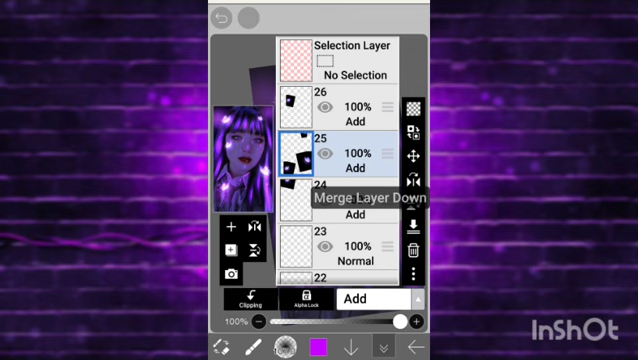 Selection Layer
No Selection
26
100%
Add
25
100%
Add
24
Merge Layer Down
Add
23
100%
Normal
22
Clipping
Alpha Lock
Add
100%
InShOt